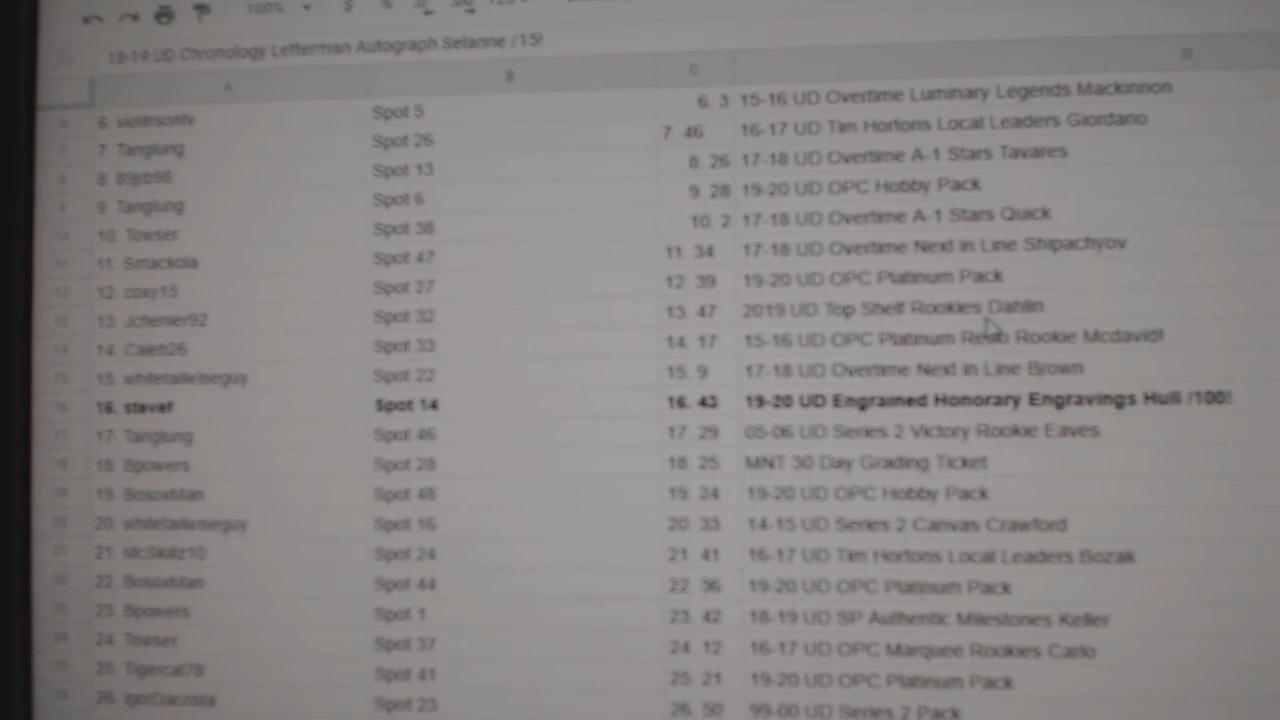 100%
18-19 UD Chronology Letterman Autograph Selanne /15!
A B C D
6. Spot 5 6. 3 15-16 UD Overtime Luminary Legends Mackinnon
7. Tanglung Spot 26 7. 46 16-17 UD Tim Hortons Local Leaders Giordano
8. 89jrb98 Spot 13 8. 26 17-18 UD Overtime A-1 Stars Tavares
9. Tanglung Spot 6 9. 28 19-20 UD OPC Hobby Pack
10. Towser Spot 38 10. 2 17-18 UD Overtime A-1 Stars Quick
11. Smackola Spot 47 11. 34 17-18 UD Overtime Next in Line Shipachyov
12. coxy15 Spot 27 12. 39 19-20 UD OPC Platinum Pack
13. Jchenier92 Spot 32 13. 47 2019 UD Top Shelf Rookies Dahlin
14. Caleb26 Spot 33 14. 17 15-16 UD OPC Platinum Rookie Mcdavid!
15. whitetailwiseguy Spot 22 15. 9 17-18 UD Overtime Next in Line Brown
16. stevef Spot 14 16. 43 19-20 UD Engrained Honorary Engravings Hull /100!
17. Tanglung Spot 46 17. 29 05-06 UD Series 2 Victory Rookie Eaves
18. Bpowers Spot 28 18. 25 MNT 30 Day Grading Ticket
19. BosoxMan Spot 48 19. 24 19-20 UD OPC Hobby Pack
20. whitetailwiseguy Spot 16 20. 33 14-15 UD Series 2 Canvas Crawford
21. McSkillz10 Spot 24 21. 41 16-17 UD Tim Hortons Local Leaders Bozak
22. BosoxMan Spot 44 22. 36 19-20 UD OPC Platinum Pack
23. Bpowers Spot 1 23. 42 18-19 UD SP Authentic Milestones Keller
24. Towser Spot 37 24. 12 16-17 UD OPC Marquee Rookies Carlo
25. Tigercat78 Spot 41 25. 21 19-20 UD OPC Platinum Pack
26. IgorDacosta Spot 23 26. 50 99-00 UD Series 2 Pack